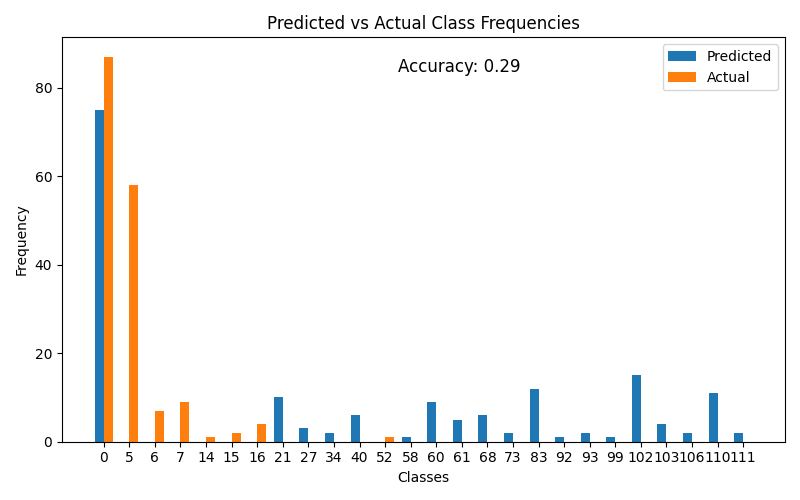 Predicted vs Actual Class Frequencies
Accuracy: 0.29
Predicted
Actual
Frequency
80
60
40
20
0
0 5 6 7 14 15 16 21 27 34 40 52 58 60 61 68 73 83 92 93 99 102 103 106 110 111
Classes